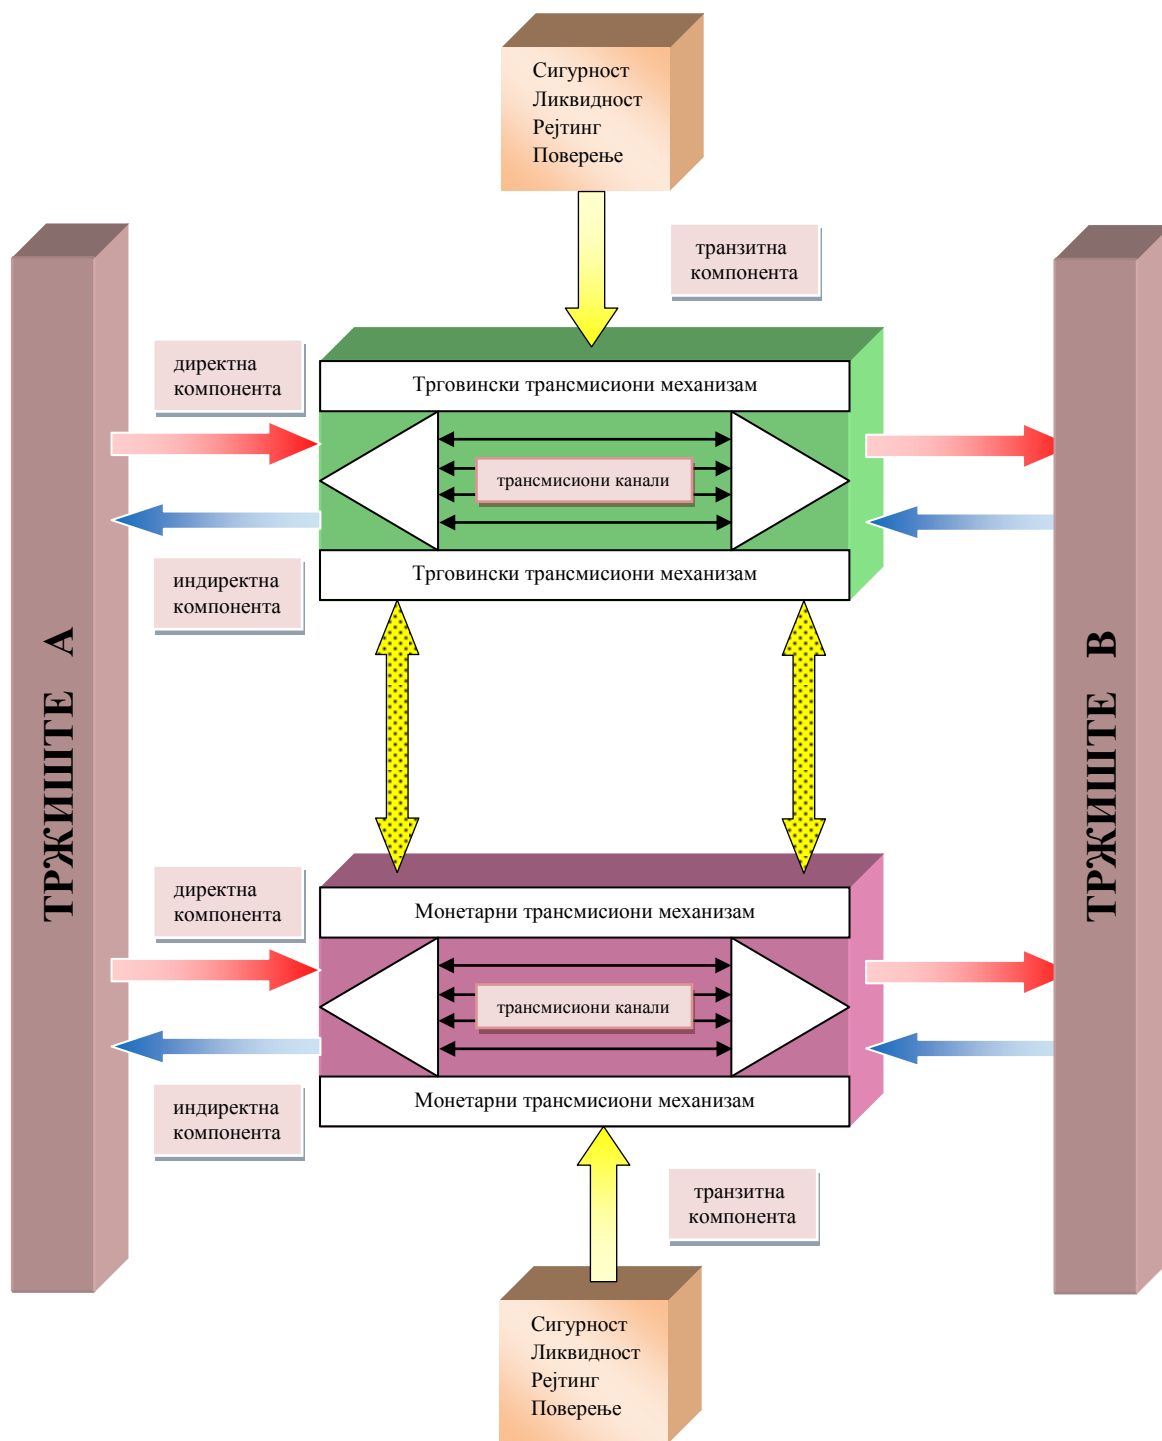 Сигурност
Ликвидност
Рејтинг
Поверење
транзитна
компонента
директна
компонента
Трговински трансмисиони механизам
трансмисиони канали
Трговински трансмисиони механизам
индиректна
компонента
ТРЖИШТЕ А
ТРЖИШТЕ В
директна
компонента
Монетарни трансмисиони механизам
трансмисиони канали
Монетарни трансмисиони механизам
индиректна
компонента
транзитна
компонента
Сигурност
Ликвидност
Рејтинг
Поверење